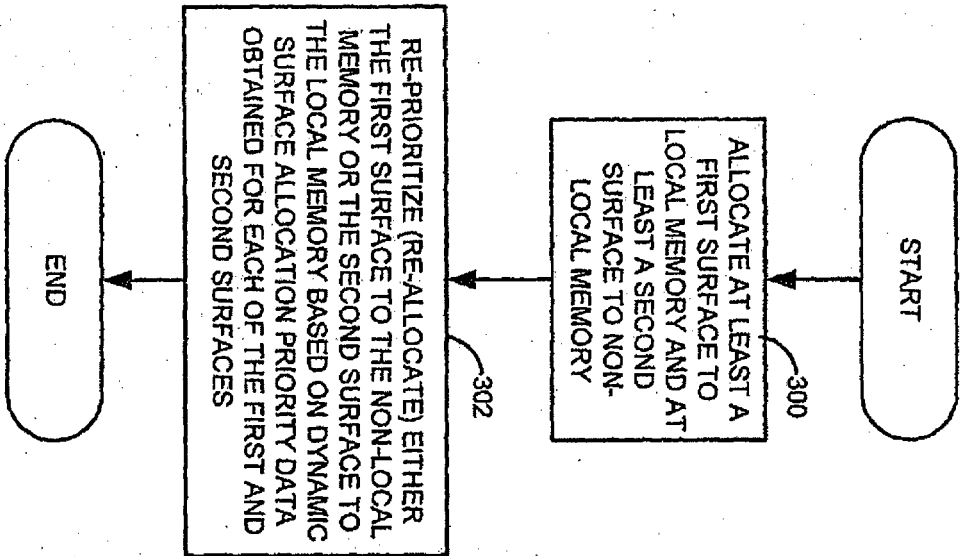 START
ALLOCATE AT LEAST A
FIRST SURFACE TO
LOCAL MEMORY AND AT
LEAST A SECOND
SURFACE TO NON-
LOCAL MEMORY
300
RE-PRIORITIZE (RE-ALLOCATE) EITHER
THE FIRST SURFACE TO THE NON-LOCAL
MEMORY OR THE SECOND SURFACE TO
THE LOCAL MEMORY BASED ON DYNAMIC
SURFACE ALLOCATION PRIORITY DATA
OBTAINED FOR EACH OF THE FIRST AND
SECOND SURFACES
302
END